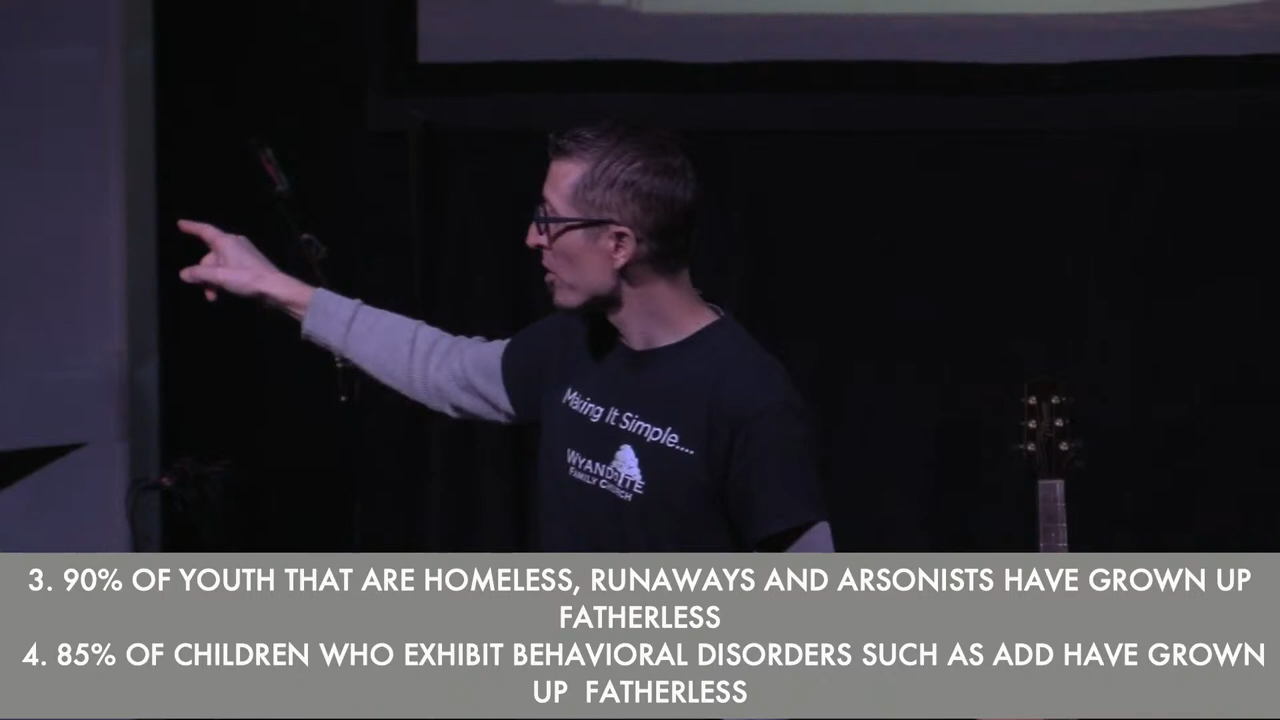 Making It Simple....
WYANDOTTE
FAMILY CHURCH
3. 90% OF YOUTH THAT ARE HOMELESS, RUNAWAYS AND ARSONISTS HAVE GROWN UP
FATHERLESS
4. 85% OF CHILDREN WHO EXHIBIT BEHAVIORAL DISORDERS SUCH AS ADD HAVE GROWN
UP FATHERLESS